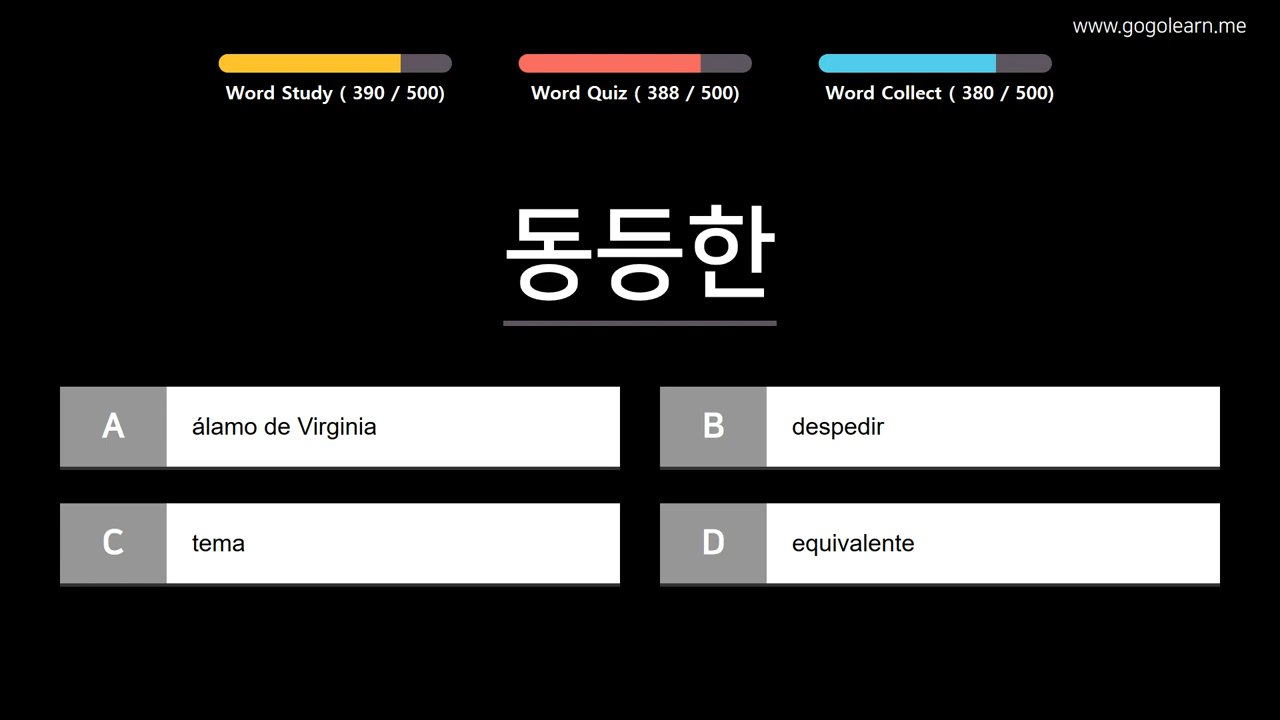 www.gogolearn.me
Word Study ( 390 / 500)
Word Quiz ( 388 / 500)
Word Collect ( 380 / 500)
동등한
A álamo de Virginia
B despedir
C tema
D equivalente